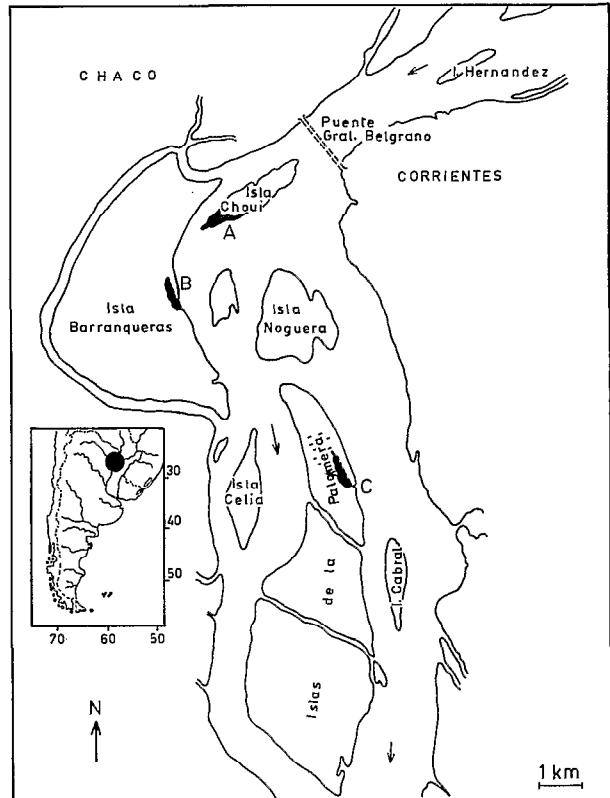 CHACO
I. Hernandez
Puente
Gral. Belgrano
CORRIENTES
Isla
Chouí
A
B
Isla
Barranqueras
Isla
Noguera
Isla
Celia
Palomera
C
de la
Islas
I. Cabral
30
40
50
70
60
50
N
1 km